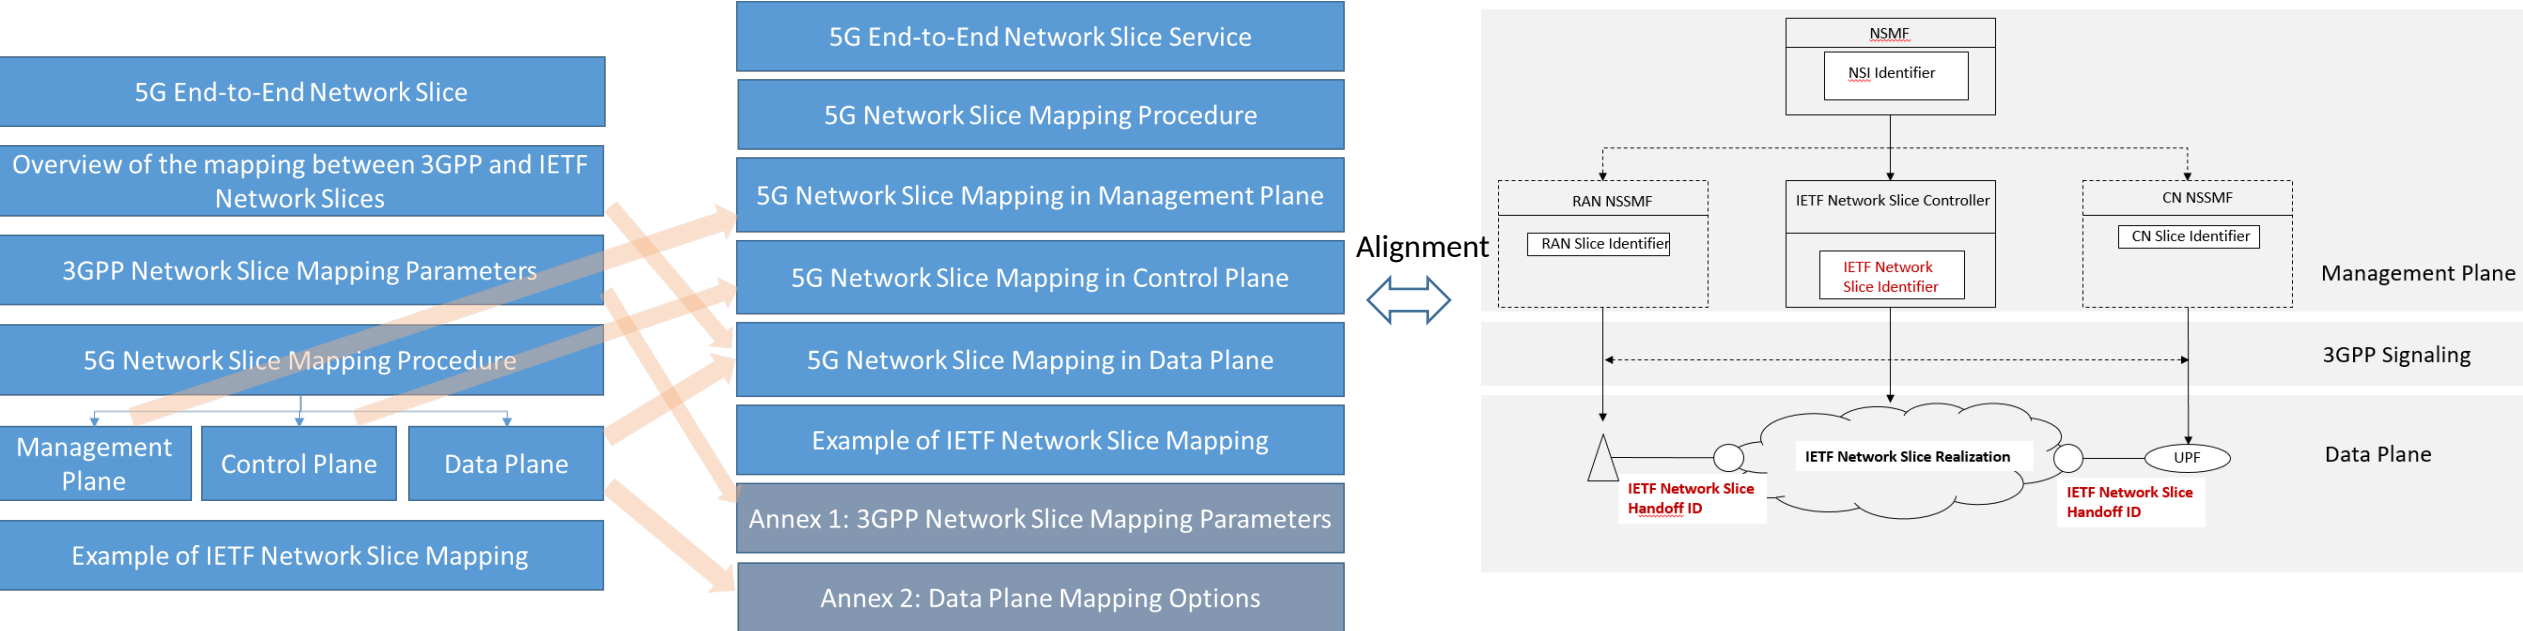 5G End-to-End Network Slice
Overview of the mapping between 3GPP and IETF
Network Slices
3GPP Network Slice Mapping Parameters
5G Network Slice Mapping Procedure
Management
Plane
Control Plane
Data Plane
Example of IETF Network Slice Mapping
5G End-to-End Network Slice Service
5G Network Slice Mapping Procedure
5G Network Slice Mapping in Management Plane
5G Network Slice Mapping in Control Plane
5G Network Slice Mapping in Data Plane
Example of IETF Network Slice Mapping
Annex 1: 3GPP Network Slice Mapping Parameters
Annex 2: Data Plane Mapping Options
Alignment
NSMF
NSI Identifier
RAN NSSMF
RAN Slice Identifier
IETF Network Slice Controller
IETF Network
Slice Identifier
CN NSSMF
CN Slice Identifier
Management Plane
3GPP Signaling
Data Plane
IETF Network Slice Realization
UPF
IETF Network Slice
Handoff ID
IETF Network Slice
Handoff ID